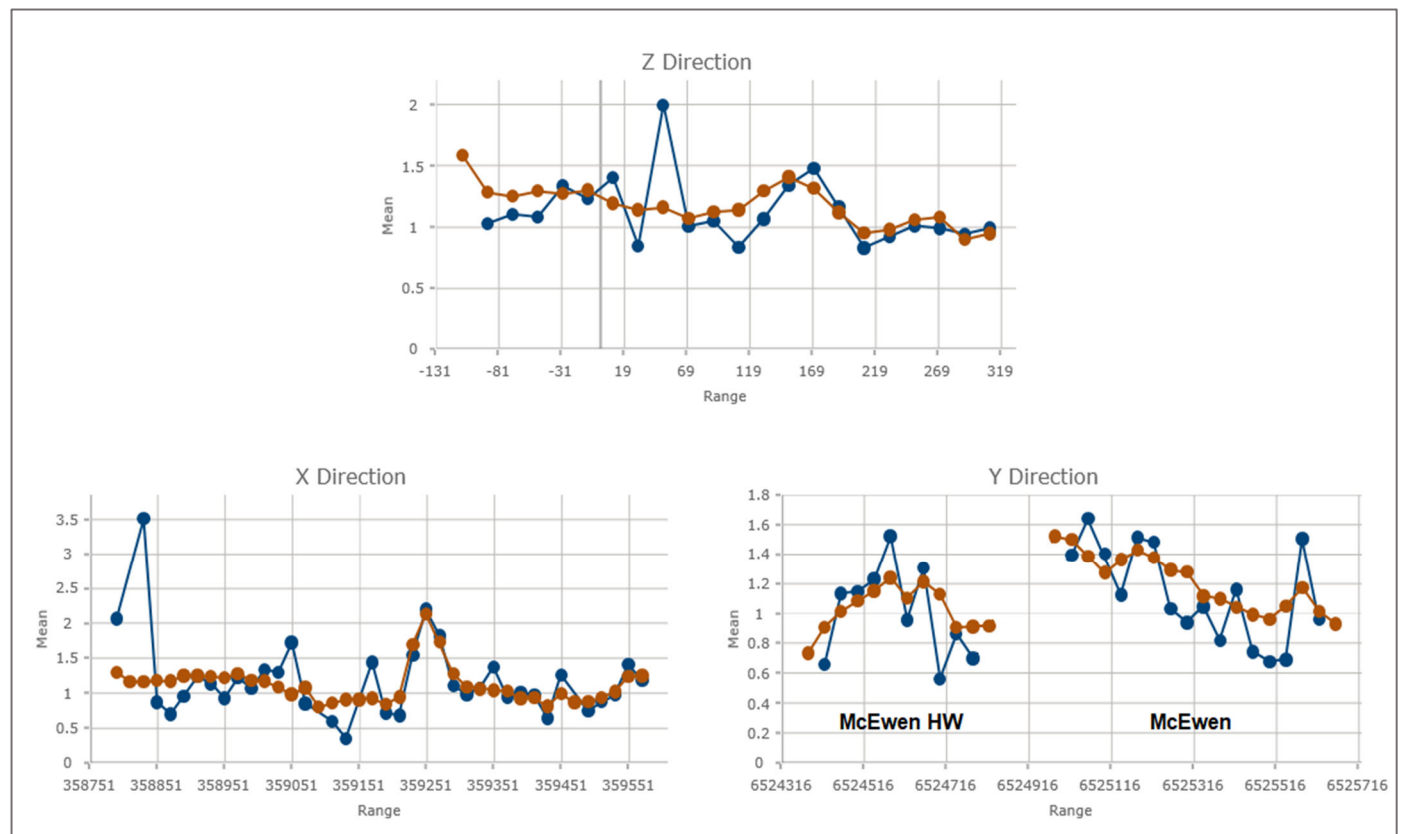 Z Direction
2
1.5
1
0.5
0
Mean
-131 -81 -31 19 69 119 169 219 269 319
Range
X Direction
3.5
3
2.5
2
1.5
1
0.5
0
Mean
358751 358851 358951 359051 359151 359251 359351 359451 359551
Range
Y Direction
1.8
1.6
1.4
1.2
1
0.8
0.6
0.4
0.2
0
Mean
McEwen HW McEwen
6524316 6524516 6524716 6524916 6525116 6525316 6525516 6525716
Range